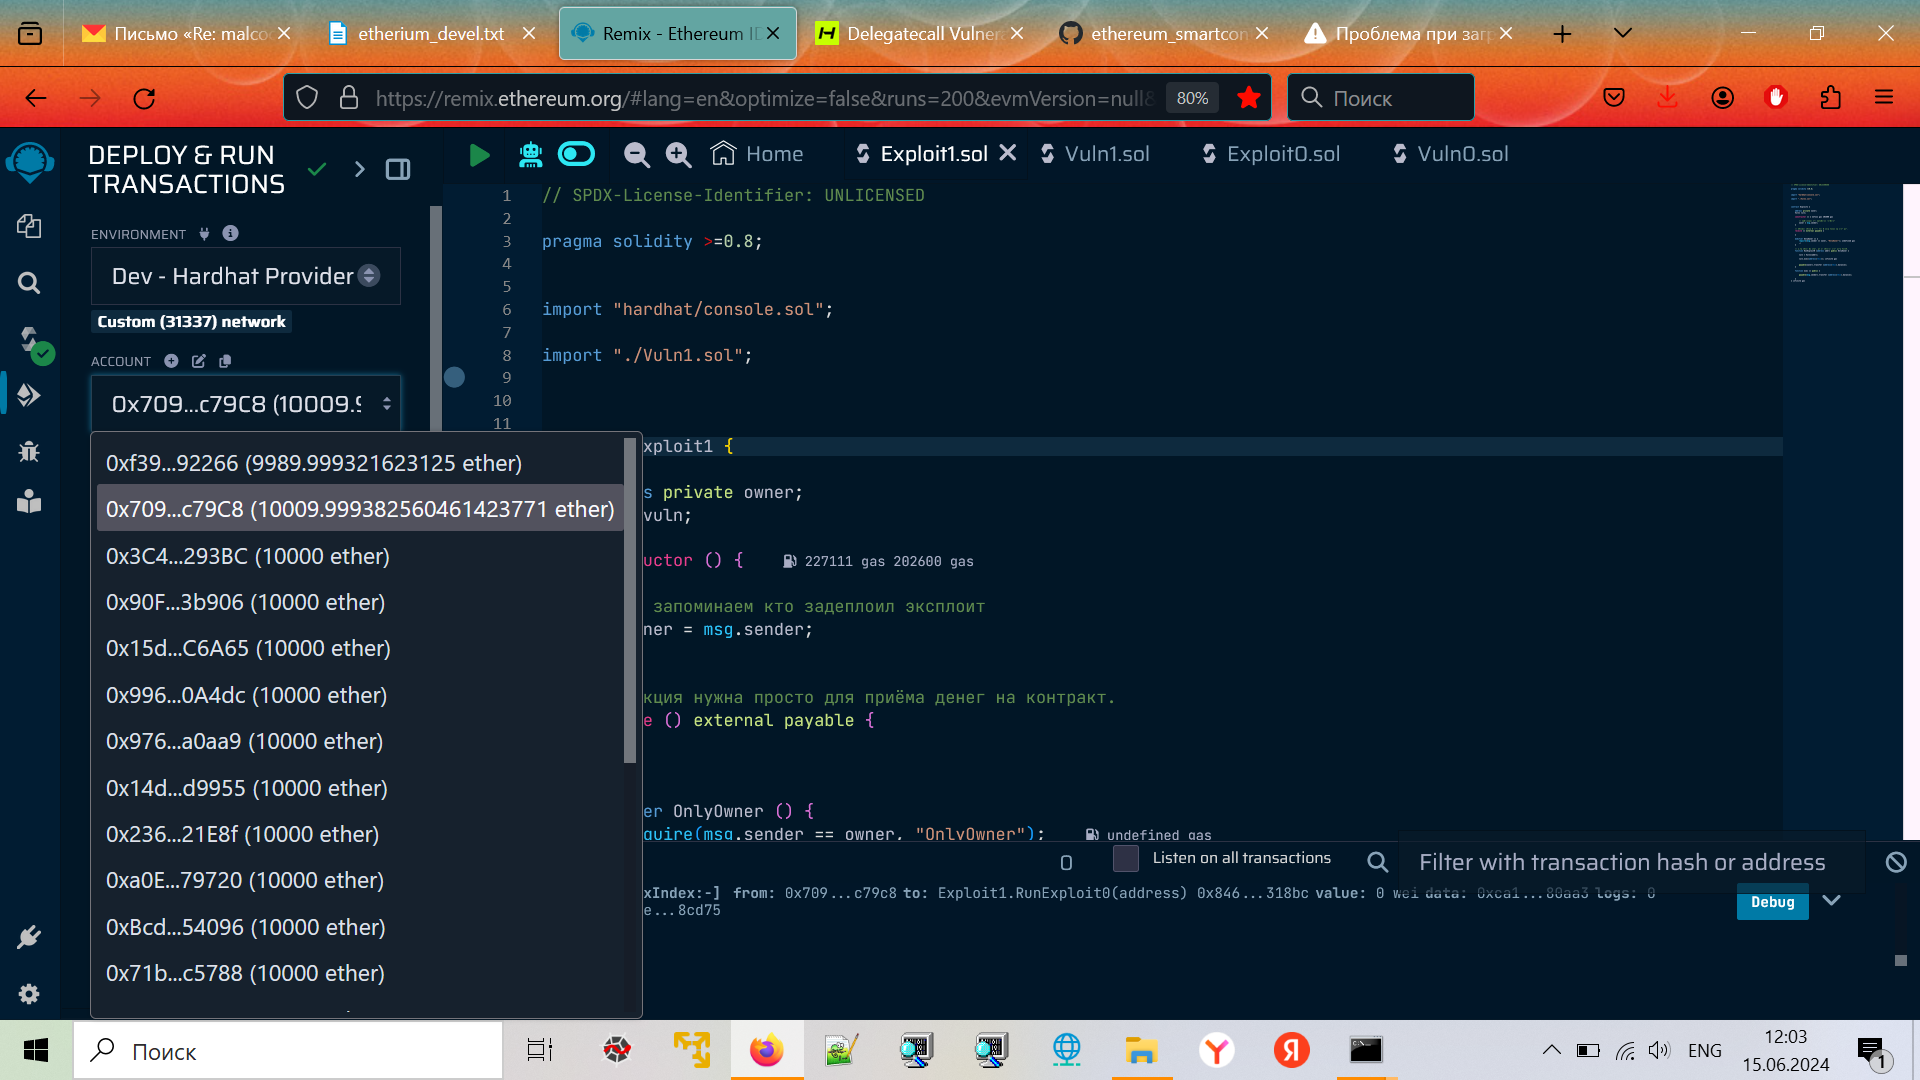 Письмо «Re: malco
etherium_devel.txt
Remix - Ethereum ID
Delegatecall Vulner
ethereum_smartcon
Проблема при заг
https://remix.ethereum.org/#lang=en&optimize=false&runs=200&evmVersion=null&
80%
Поиск
DEPLOY & RUN
TRANSACTIONS
ENVIRONMENT
Dev - Hardhat Provider
Custom (31337) network
ACCOUNT
0x709...c79C8 (10009.9
0xf39...92266 (9989.999321623125 ether)
0x709...c79C8 (10009.999382560461423771 ether)
0x3C4...293BC (10000 ether)
0x90F...3b906 (10000 ether)
0x15d...C6A65 (10000 ether)
0x996...0A4dc (10000 ether)
0x976...a0aa9 (10000 ether)
0x14d...d9955 (10000 ether)
0x236...21E8f (10000 ether)
0xa0E...79720 (10000 ether)
0xBcd...54096 (10000 ether)
0x71b...c5788 (10000 ether)
Home
Exploit1.sol
Vuln1.sol
Exploit0.sol
Vuln0.sol
1 // SPDX-License-Identifier: UNLICENSED
2
3 pragma solidity >=0.8;
4
5
6 import "hardhat/console.sol";
7
8 import "./Vuln1.sol";
9
10
11
xploit1 {
s private owner;
vuln;
uctor () { 227111 gas 202600 gas
запоминаем кто задеплоил эксплоит
ner = msg.sender;
кция нужна просто для приёма денег на контракт.
e () external payable {
er OnlyOwner () {
quire(msg.sender == owner, "OnlyOwner"); undefined gas
0
Listen on all transactions
Filter with transaction hash or address
xIndex:-] from: 0x709...c79c8 to: Exploit1.RunExploit0(address) 0x846...318bc value: 0 wei data: 0xca1...80aa3 logs: 0
e...8cd75
Debug
Поиск
ENG
12:03
15.06.2024
1